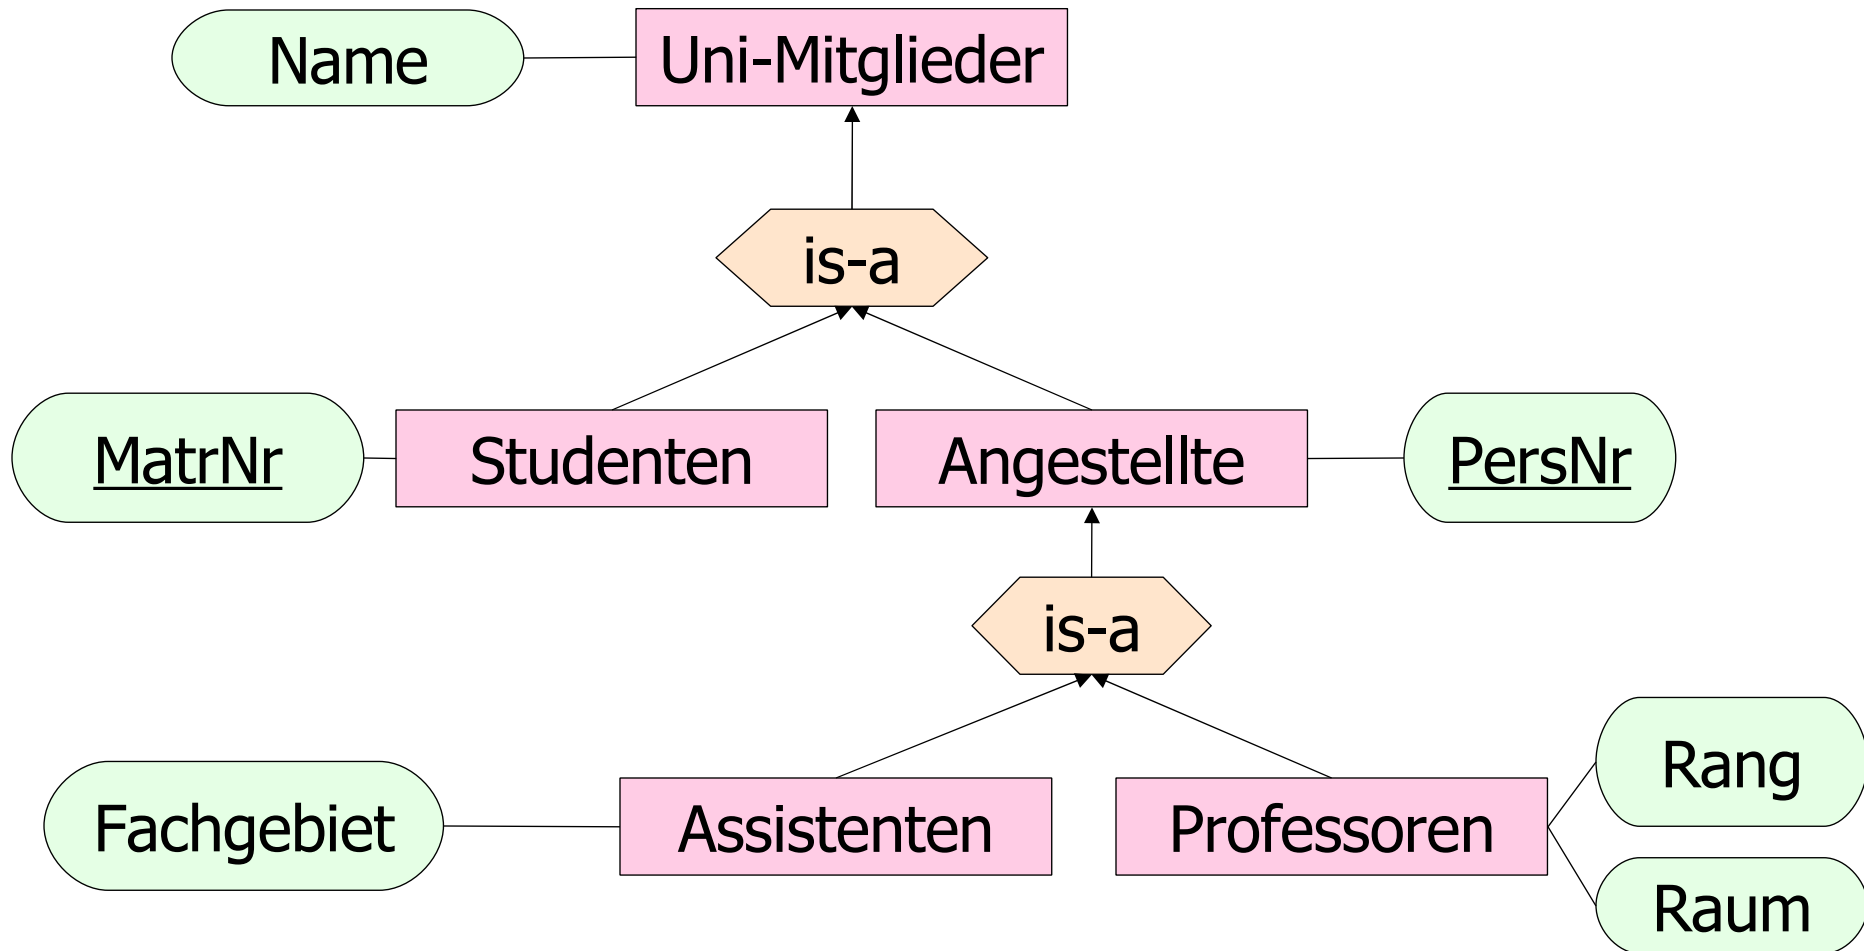 Name
Uni-Mitglieder
is-a
MatrNr
Studenten
Angestellte
PersNr
is-a
Rang
Fachgebiet
Assistenten
Professoren
Raum